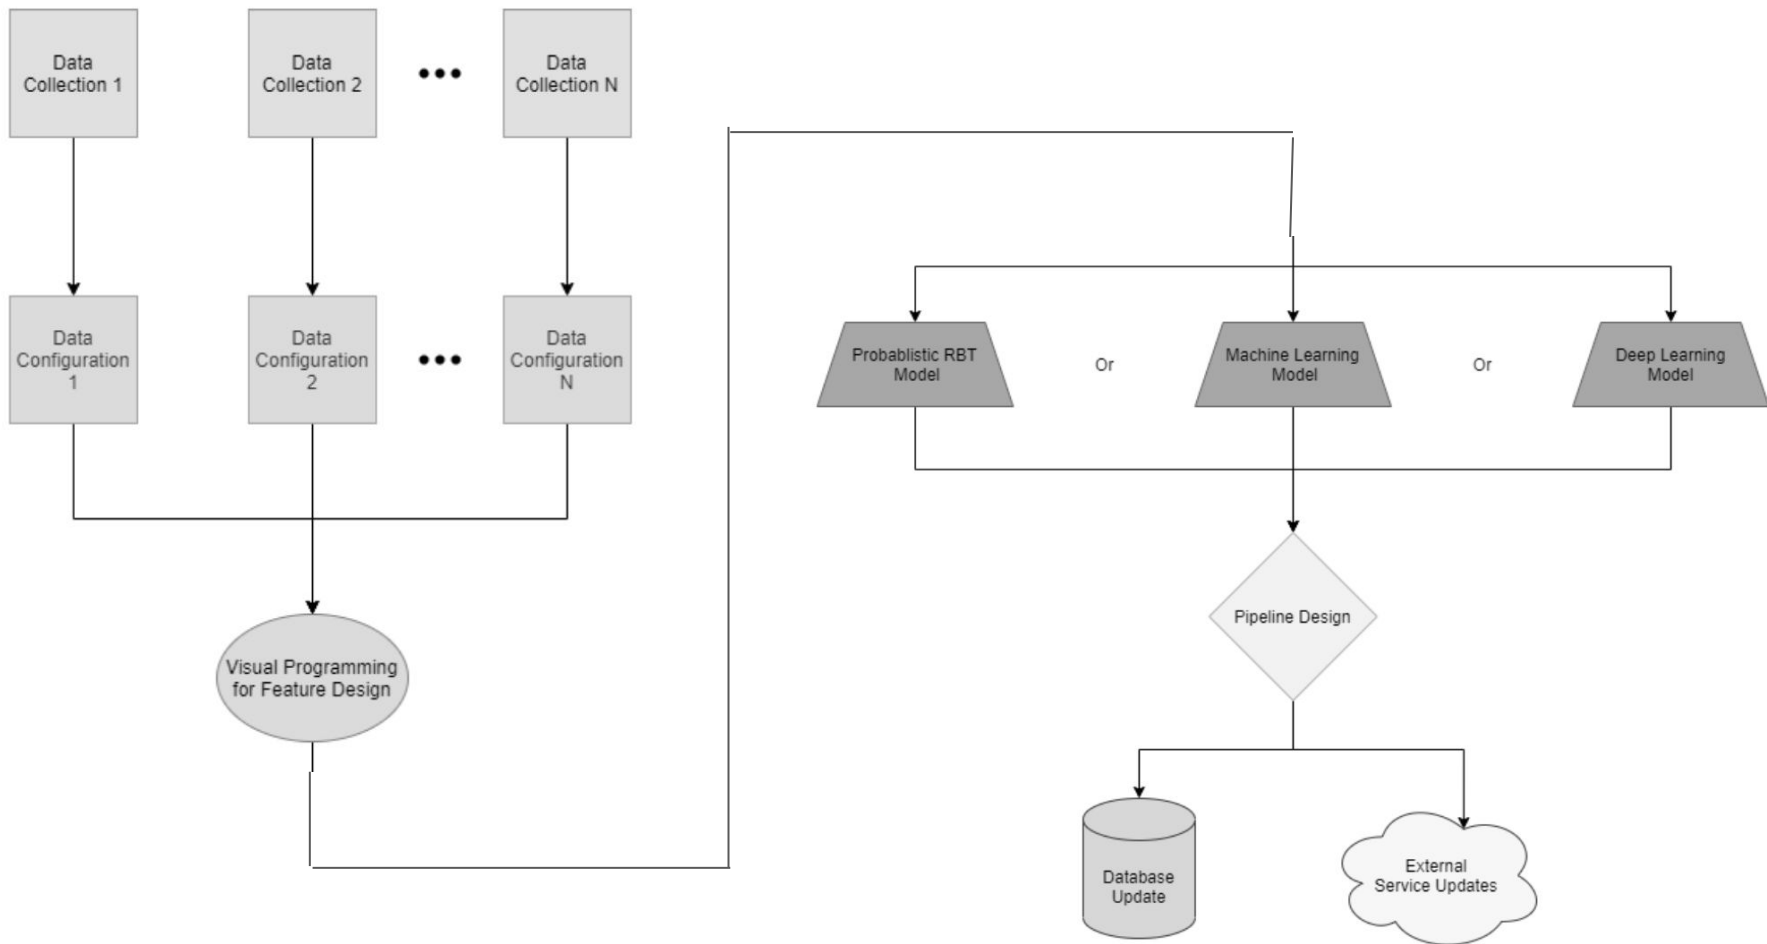 Data
Collection 1
Data
Collection 2
Data
Collection N
Data
Configuration
1
Data
Configuration
2
Data
Configuration
N
Visual Programming
for Feature Design
Probablistic RBT
Model
Or
Machine Learning
Model
Or
Deep Learning
Model
Pipeline Design
Database
Update
External
Service Updates